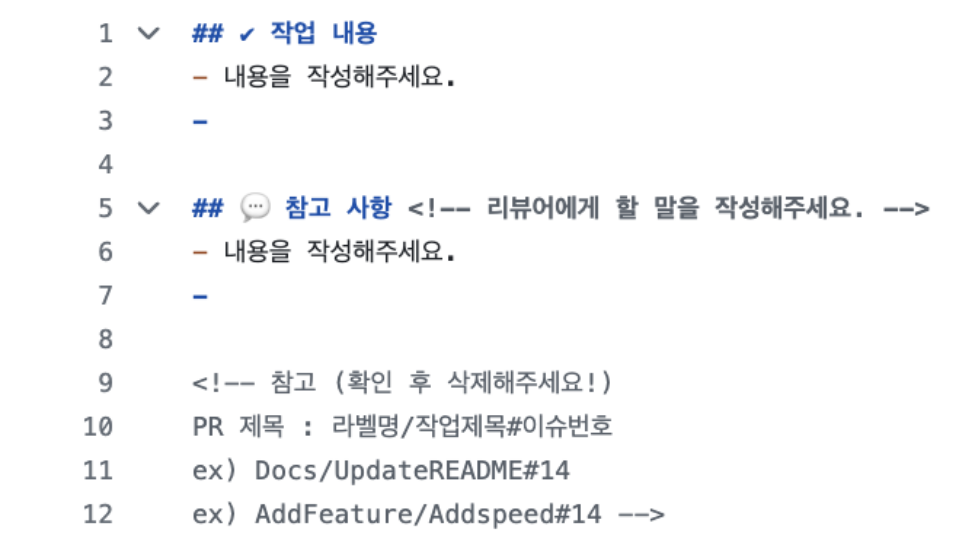 1 ## ✔ 작업 내용
2 - 내용을 작성해주세요.
3 -
4
5 ## 💬 참고 사항 <!-- 리뷰어에게 할 말을 작성해주세요. -->
6 - 내용을 작성해주세요.
7 -
8
9 <!-- 참고 (확인 후 삭제해주세요!)
10 PR 제목 : 라벨명/작업제목#이슈번호
11 ex) Docs/UpdateREADME#14
12 ex) AddFeature/Addspeed#14 -->